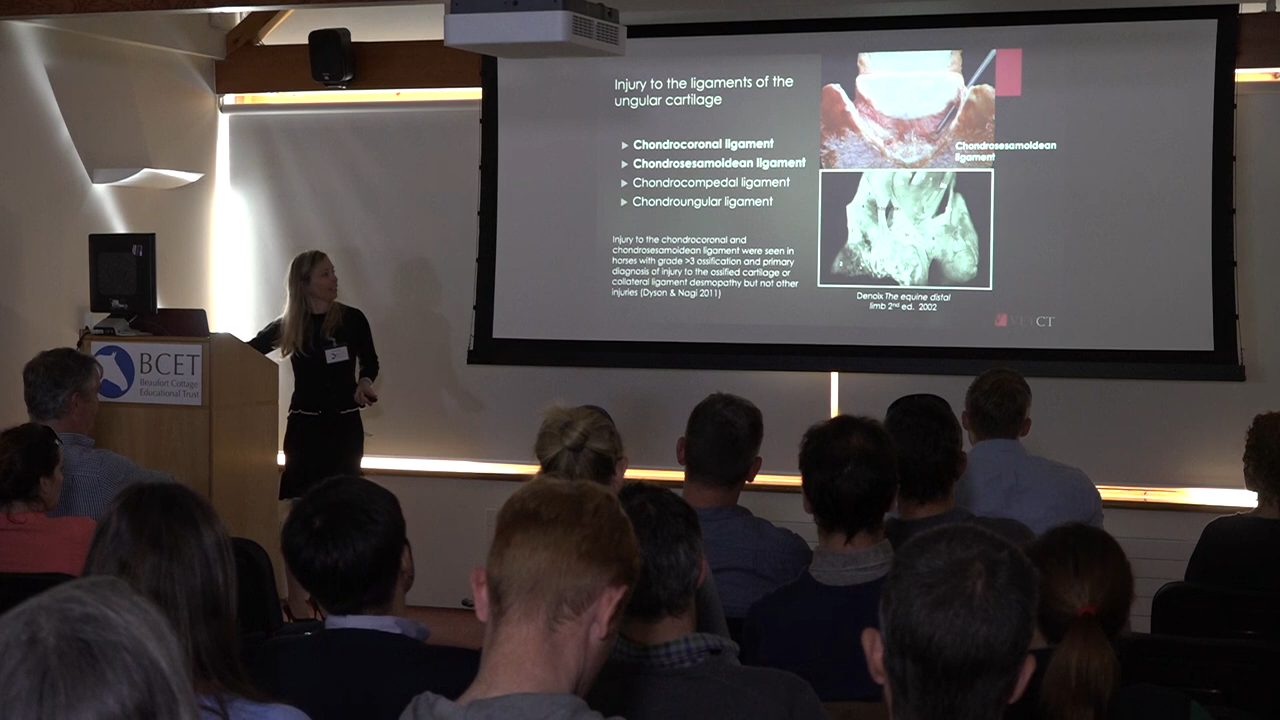 Injury to the ligaments of the
ungular cartilage
Chondrocoronal ligament
Chondrosesamoidean ligament
Chondrocompedal ligament
Chondroungular ligament
Injury to the chondrocoronal and
chondrosesamoidean ligament were seen in
horses with grade >3 ossification and primary
diagnosis of injury to the ossified cartilage or
collateral ligament desmopathy but not other
injuries (Dyson & Nagi 2011)
Chondrosesamoidean
ligament
Denoix The equine distal
limb 2nd ed. 2002
VETCT
BCET
Beaufort Cottage
Educational Trust